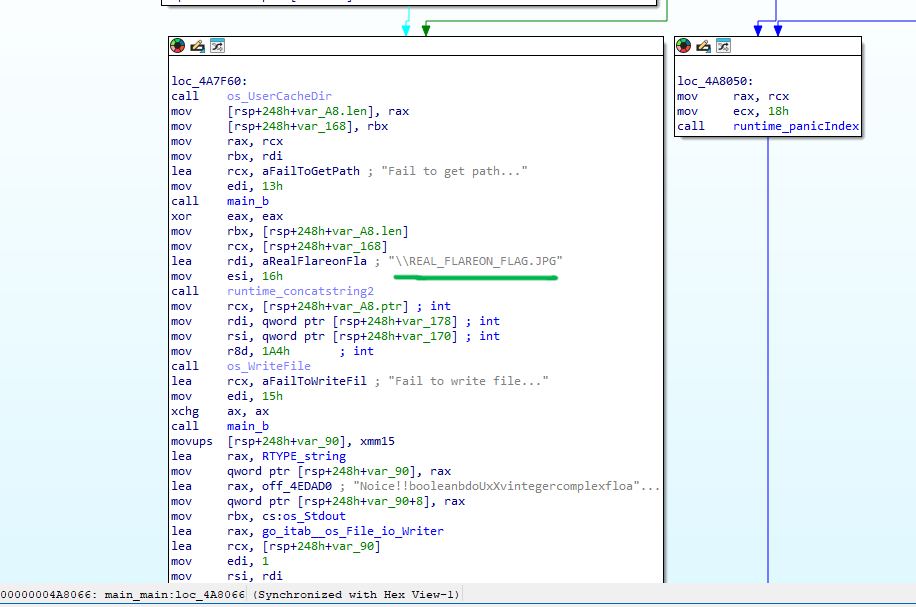 loc_4A7F60:
call os_UserCacheDir
mov [rsp+248h+var_A8.len], rax
mov [rsp+248h+var_168], rbx
mov rax, rcx
mov rbx, rdi
lea rcx, aFailToGetPath ; "Fail to get path..."
mov edi, 13h
call main_b
xor eax, eax
mov rbx, [rsp+248h+var_A8.len]
mov rcx, [rsp+248h+var_168]
lea rdi, aRealFlareonFla ; "\\REAL_FLAREON_FLAG.JPG"
mov esi, 16h
call runtime_concatstring2
mov rcx, [rsp+248h+var_A8.ptr] ; int
mov rdi, qword ptr [rsp+248h+var_178] ; int
mov rsi, qword ptr [rsp+248h+var_170] ; int
mov r8d, 1A4h ; int
call os_WriteFile
lea rcx, aFailToWriteFil ; "Fail to write file..."
mov edi, 15h
xchg ax, ax
call main_b
movups [rsp+248h+var_90], xmm15
lea rax, RTYPE_string
mov qword ptr [rsp+248h+var_90], rax
lea rax, off_4EDAD0 ; "Noice!!booleanbdoUxXvintegercomplexfloa"...
mov qword ptr [rsp+248h+var_90+8], rax
mov rbx, cs:os_Stdout
lea rax, go_itab__os_File_io_Writer
lea rcx, [rsp+248h+var_90]
mov edi, 1
mov rsi, rdi
loc_4A8050:
mov rax, rcx
mov ecx, 18h
call runtime_panicIndex
00000004A8066: main_main:loc_4A8066 (Synchronized with Hex View-1)